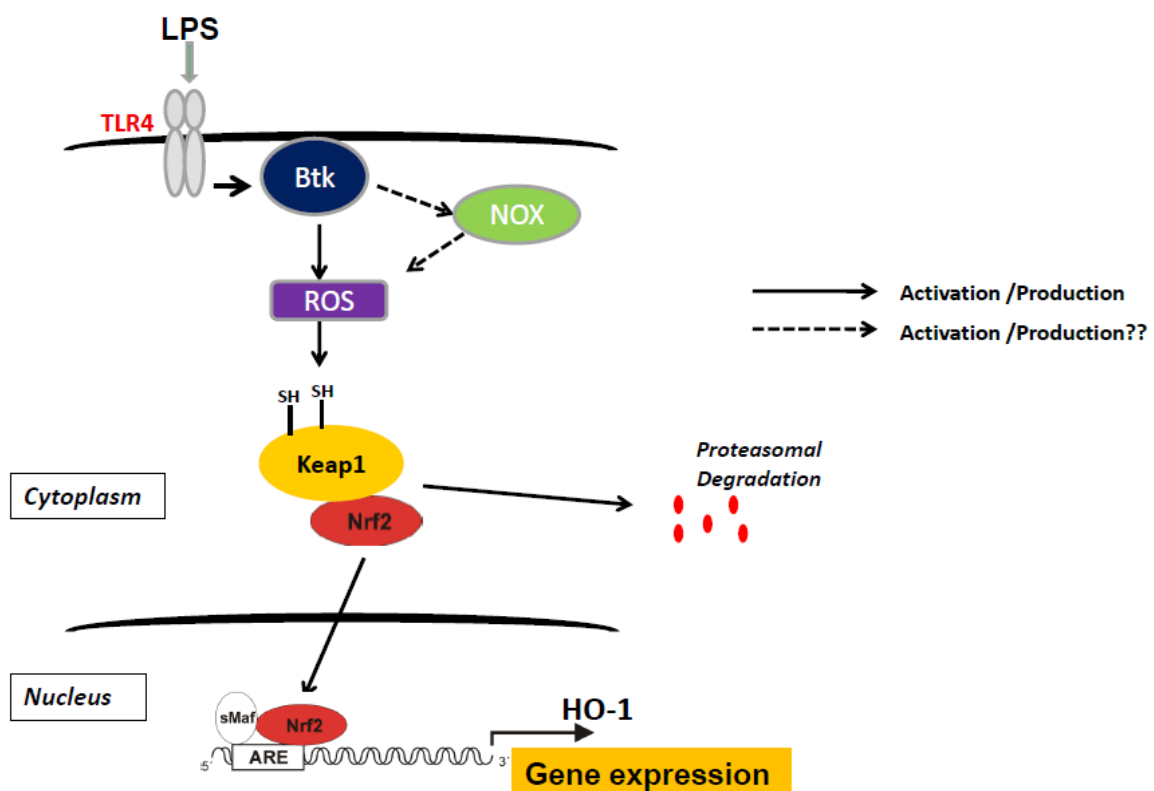 LPS
TLR4
Btk
NOX
ROS
Activation /Production
Activation /Production??
SH
SH
Keap1
Proteasomal
Degradation
Cytoplasm
Nrf2
Nucleus
HO-1
sMaf
Nrf2
5'
ARE
3'
Gene expression